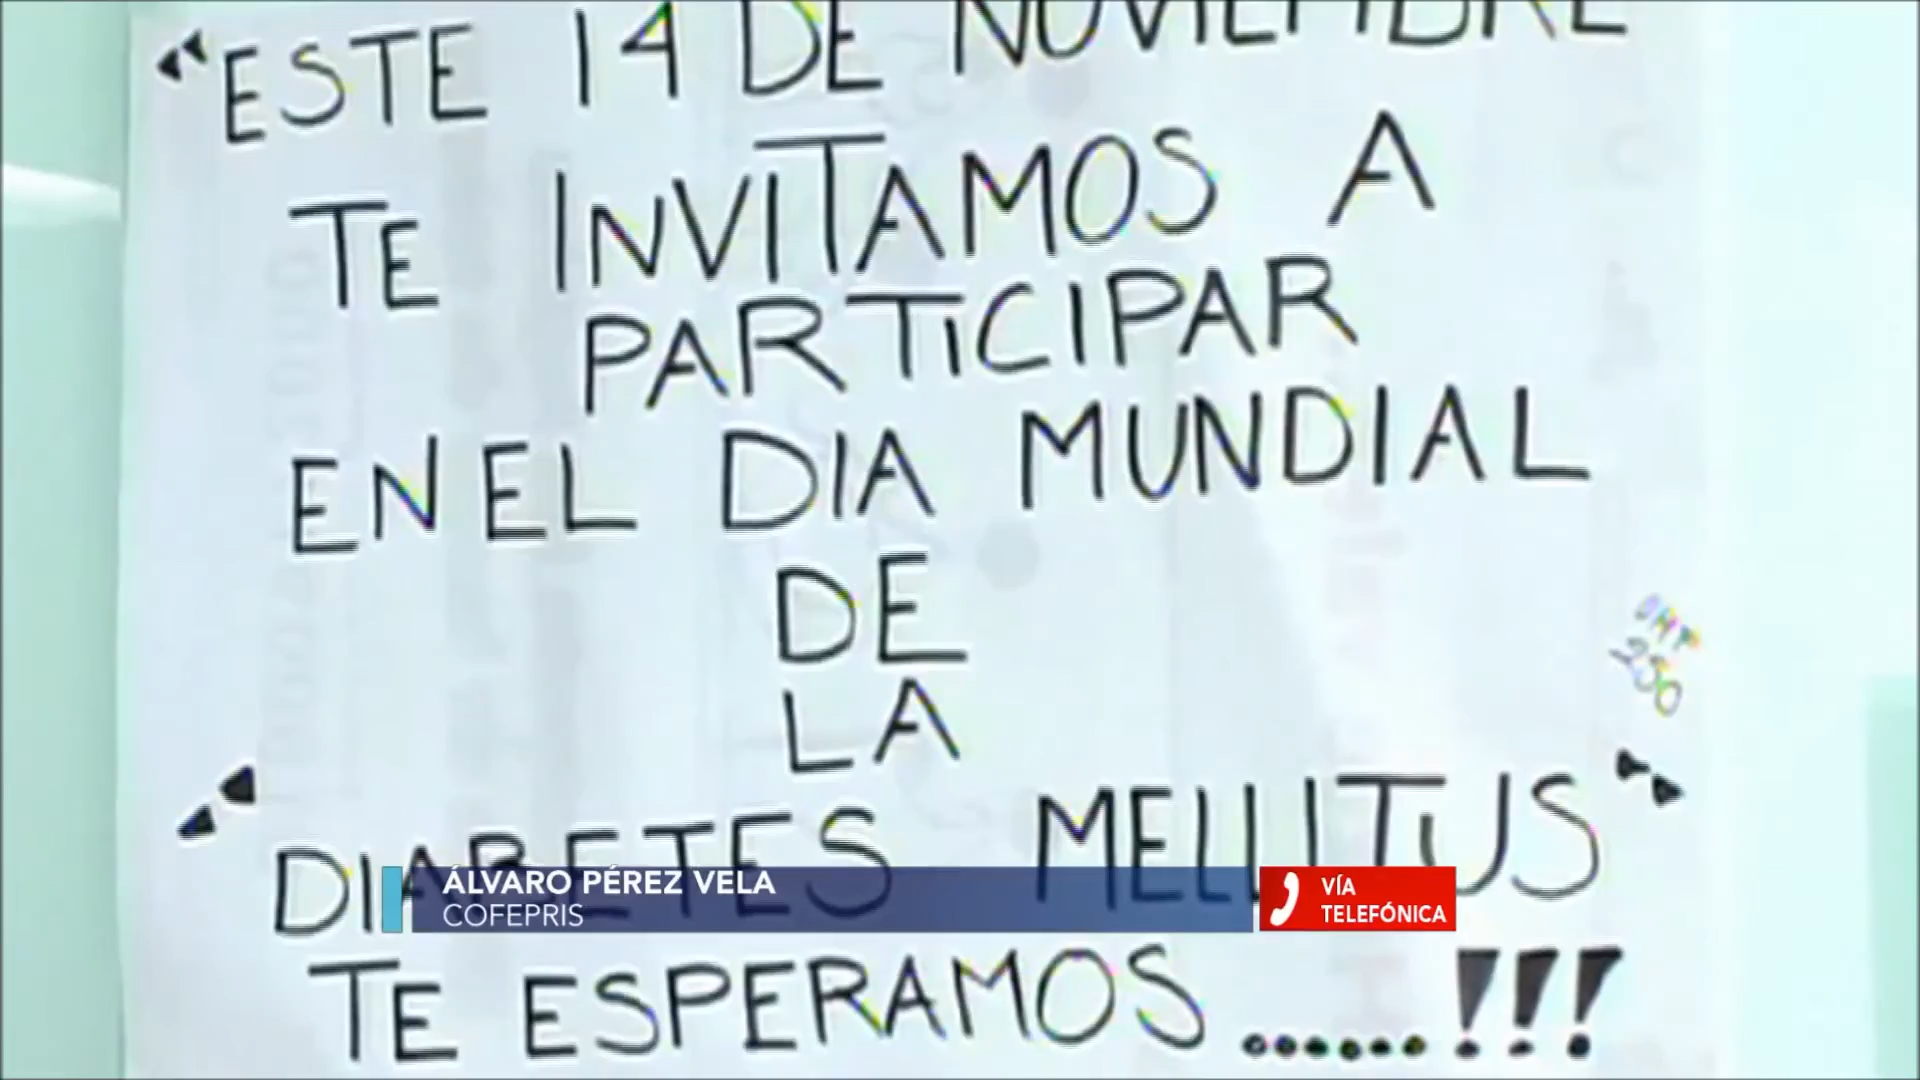 "ESTE 14 DE NOVIEMBRE
TE INVITAMOS A
PARTICIPAR
EN EL DIA MUNDIAL
DE
LA
"DIABETES MELLITUS"
TE ESPERAMOS ......!!!
250
ÁLVARO PÉREZ VELA
COFEPRIS
VÍA
TELEFÓNICA